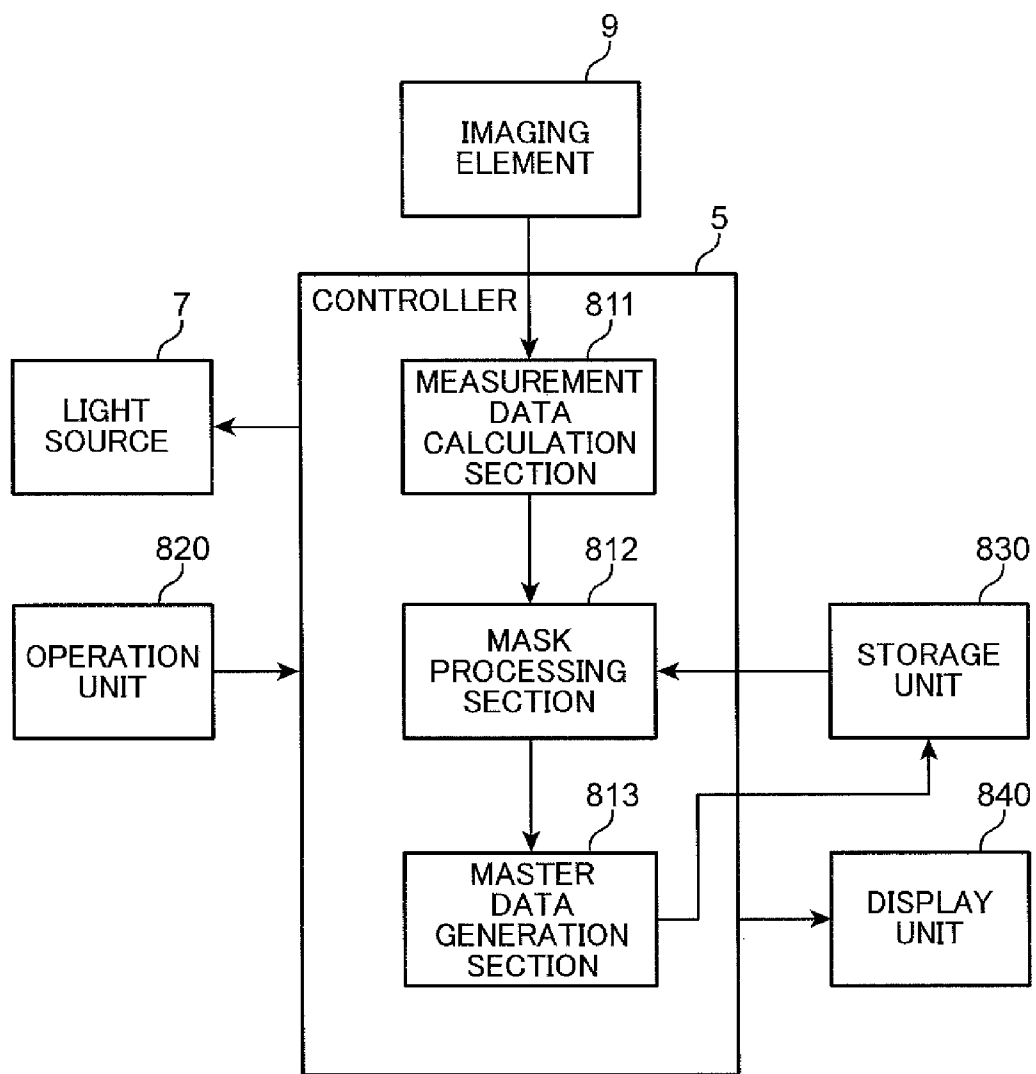 9
IMAGING
ELEMENT
5
CONTROLLER
7
LIGHT
SOURCE
811
MEASUREMENT
DATA
CALCULATION
SECTION
820
OPERATION
UNIT
812
MASK
PROCESSING
SECTION
830
STORAGE
UNIT
813
MASTER
DATA
GENERATION
SECTION
840
DISPLAY
UNIT